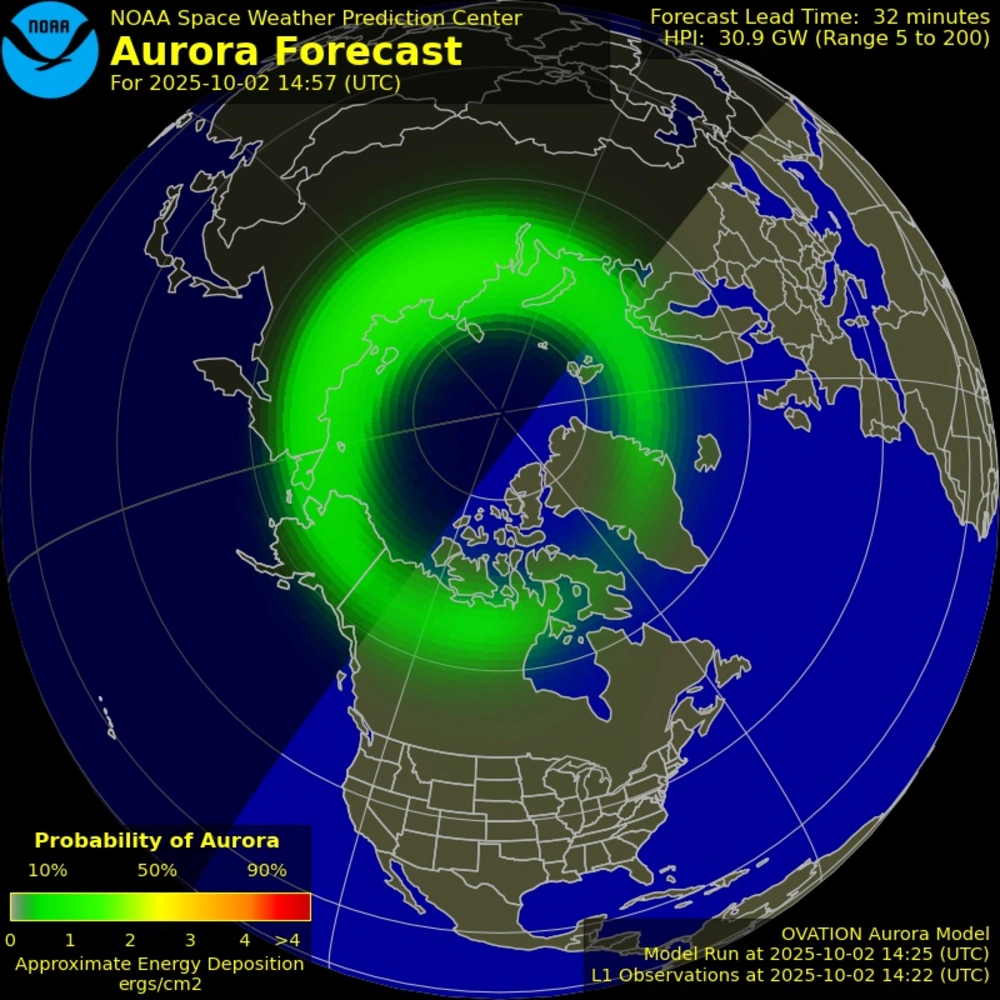 NOAA
NOAA Space Weather Prediction Center
Aurora Forecast
For 2025-10-02 14:57 (UTC)
Forecast Lead Time: 32 minutes
HPI: 30.9 GW (Range 5 to 200)
Probability of Aurora
10% 50% 90%
0 1 2 3 4 >4
Approximate Energy Deposition
ergs/cm2
OVATION Aurora Model
Model Run at 2025-10-02 14:25 (UTC)
L1 Observations at 2025-10-02 14:22 (UTC)